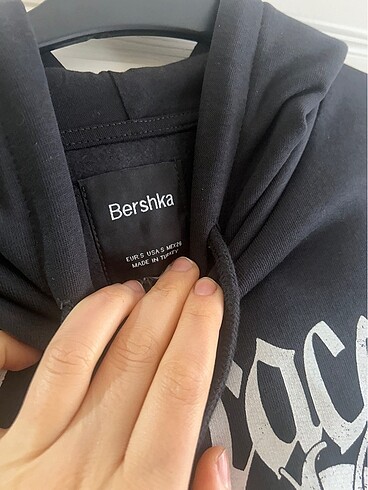 Bershka
EUR S USA S MEX 26
MADE IN TURKEY